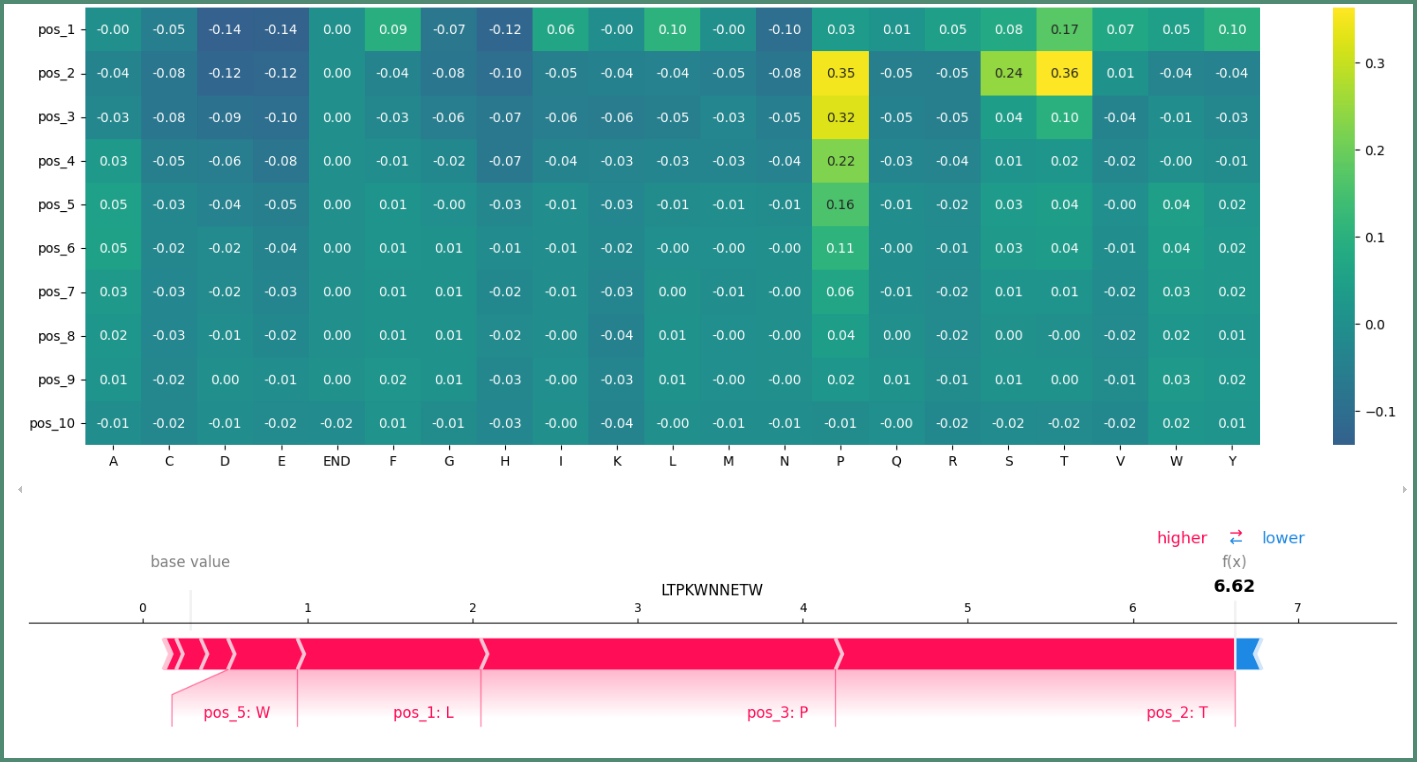 pos_1 -0.00 -0.05 -0.14 -0.14 0.00 0.09 -0.07 -0.12 0.06 -0.00 0.10 -0.00 -0.10 0.03 0.01 0.05 0.08 0.17 0.07 0.05 0.10
pos_2 -0.04 -0.08 -0.12 -0.12 0.00 -0.04 -0.08 -0.10 -0.05 -0.04 -0.04 -0.05 -0.08 0.35 -0.05 -0.05 0.24 0.36 0.01 -0.04 -0.04
0.3
pos_3 -0.03 -0.08 -0.09 -0.10 0.00 -0.03 -0.06 -0.07 -0.06 -0.06 -0.05 -0.03 -0.05 0.32 -0.05 -0.05 0.04 0.10 -0.04 -0.01 -0.03
0.2
pos_4 0.03 -0.05 -0.06 -0.08 0.00 -0.01 -0.02 -0.07 -0.04 -0.03 -0.03 -0.03 -0.04 0.22 -0.03 -0.04 0.01 0.02 -0.02 -0.00 -0.01
pos_5 0.05 -0.03 -0.04 -0.05 0.00 0.01 -0.00 -0.03 -0.01 -0.03 -0.01 -0.01 -0.01 0.16 -0.01 -0.02 0.03 0.04 -0.00 0.04 0.02
0.1
pos_6 0.05 -0.02 -0.02 -0.04 0.00 0.01 0.01 -0.01 -0.01 -0.02 -0.00 -0.00 -0.00 0.11 -0.00 -0.01 0.03 0.04 -0.01 0.04 0.02
pos_7 0.03 -0.03 -0.02 -0.03 0.00 0.01 0.01 -0.02 -0.01 -0.03 0.00 -0.01 -0.00 0.06 -0.01 -0.02 0.01 0.01 -0.02 0.03 0.02
0.0
pos_8 0.02 -0.03 -0.01 -0.02 0.00 0.01 0.01 -0.02 -0.00 -0.04 0.01 -0.00 -0.00 0.04 0.00 -0.02 0.00 -0.00 -0.02 0.02 0.01
pos_9 0.01 -0.02 0.00 -0.01 0.00 0.02 0.01 -0.03 -0.00 -0.03 0.01 -0.00 -0.00 0.02 0.01 -0.01 0.01 0.00 -0.01 0.03 0.02
−0.1
pos_10 -0.01 -0.02 -0.01 -0.02 -0.02 0.01 -0.01 -0.03 -0.00 -0.04 -0.00 -0.01 -0.01 -0.01 -0.00 -0.02 -0.02 -0.02 -0.02 0.02 0.01
A C D E END F G H I K L M N P Q R S T V W Y
higher lower
base value f(x)
LTPKWNNETW 6.62
0 1 2 3 4 5 6 7
pos_5: W pos_1: L pos_3: P pos_2: T